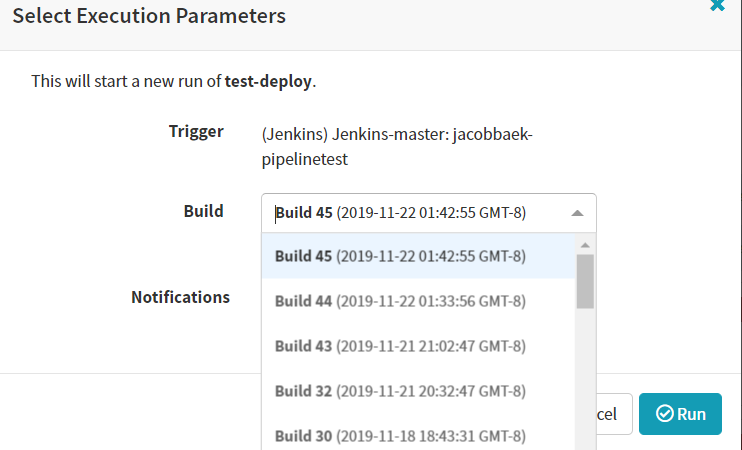 Select Execution Parameters
This will start a new run of test-deploy.
Trigger
(Jenkins) Jenkins-master: jacobbaek-
pipelinetest
Build
Build 45 (2019-11-22 01:42:55 GMT-8)
Build 45 (2019-11-22 01:42:55 GMT-8)
Build 44 (2019-11-22 01:33:56 GMT-8)
Notifications
Build 43 (2019-11-21 21:02:47 GMT-8)
Build 32 (2019-11-21 20:32:47 GMT-8)
Build 30 (2019-11-18 18:43:31 GMT-8)
cel
Run